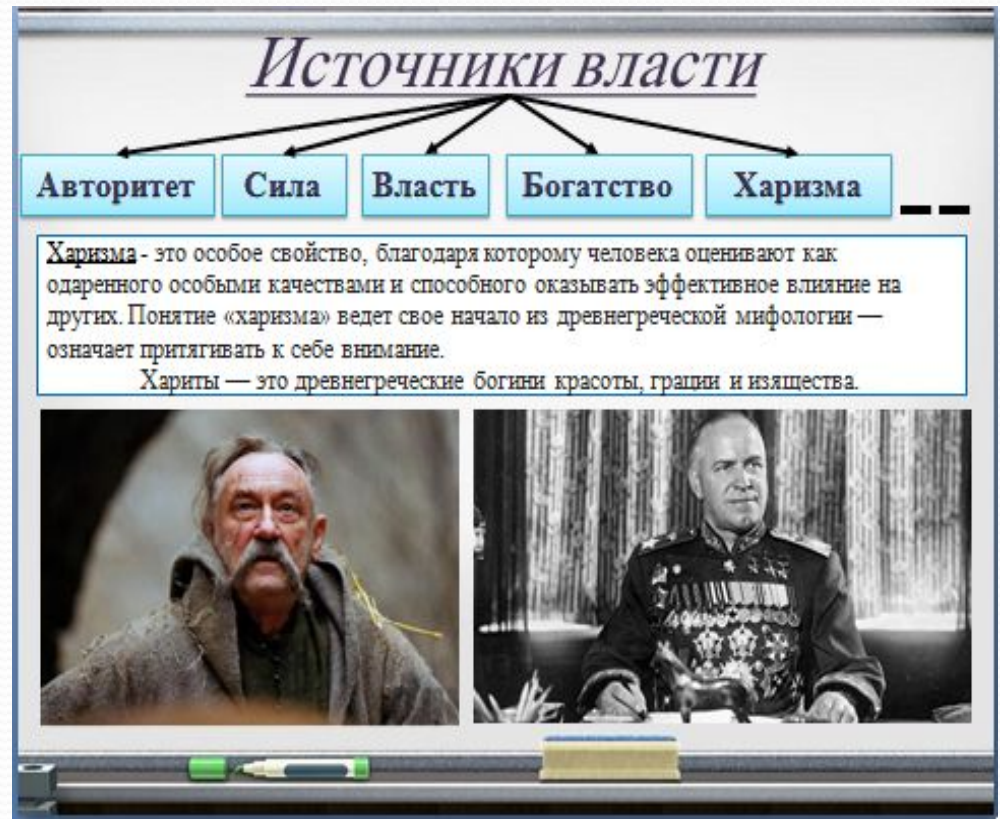 Источники власти
Авторитет Сила Власть Богатство Харизма
Харизма - это особое свойство, благодаря которому человека оценивают как
одаренного особыми качествами и способного оказывать эффективное влияние на
других. Понятие «харизма» ведет свое начало из древнегреческой мифологии —
означает притягивать к себе внимание.
Хариты — это древнегреческие богини красоты, грации и изящества.